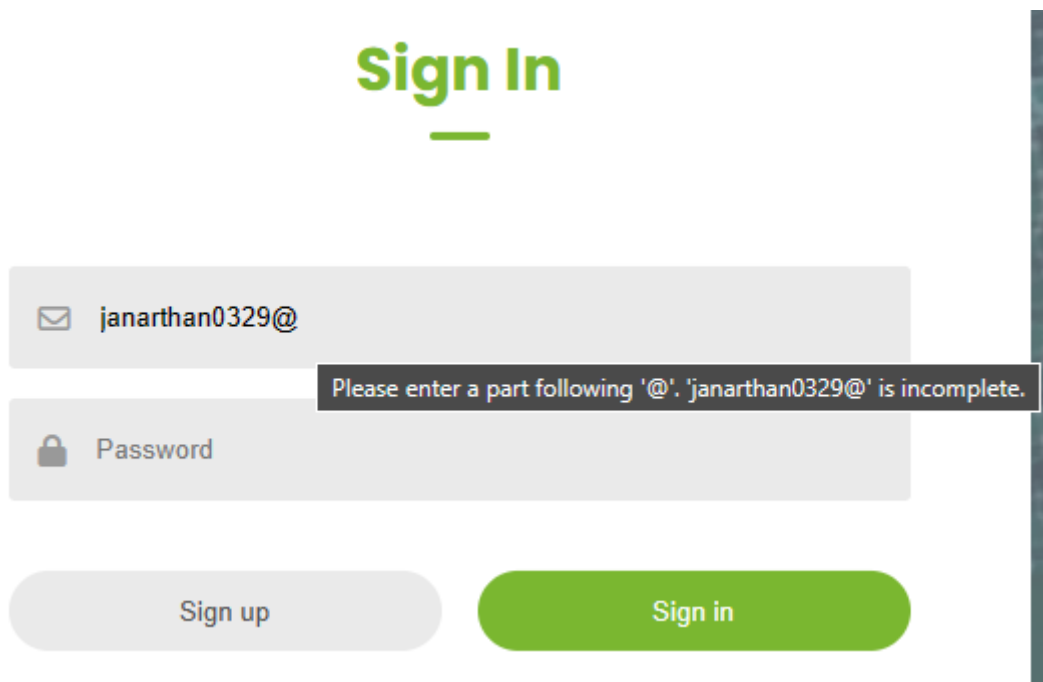 Sign In
janarthan0329@
Please enter a part following '@'. 'janarthan0329@' is incomplete.
Password
Sign up
Sign in